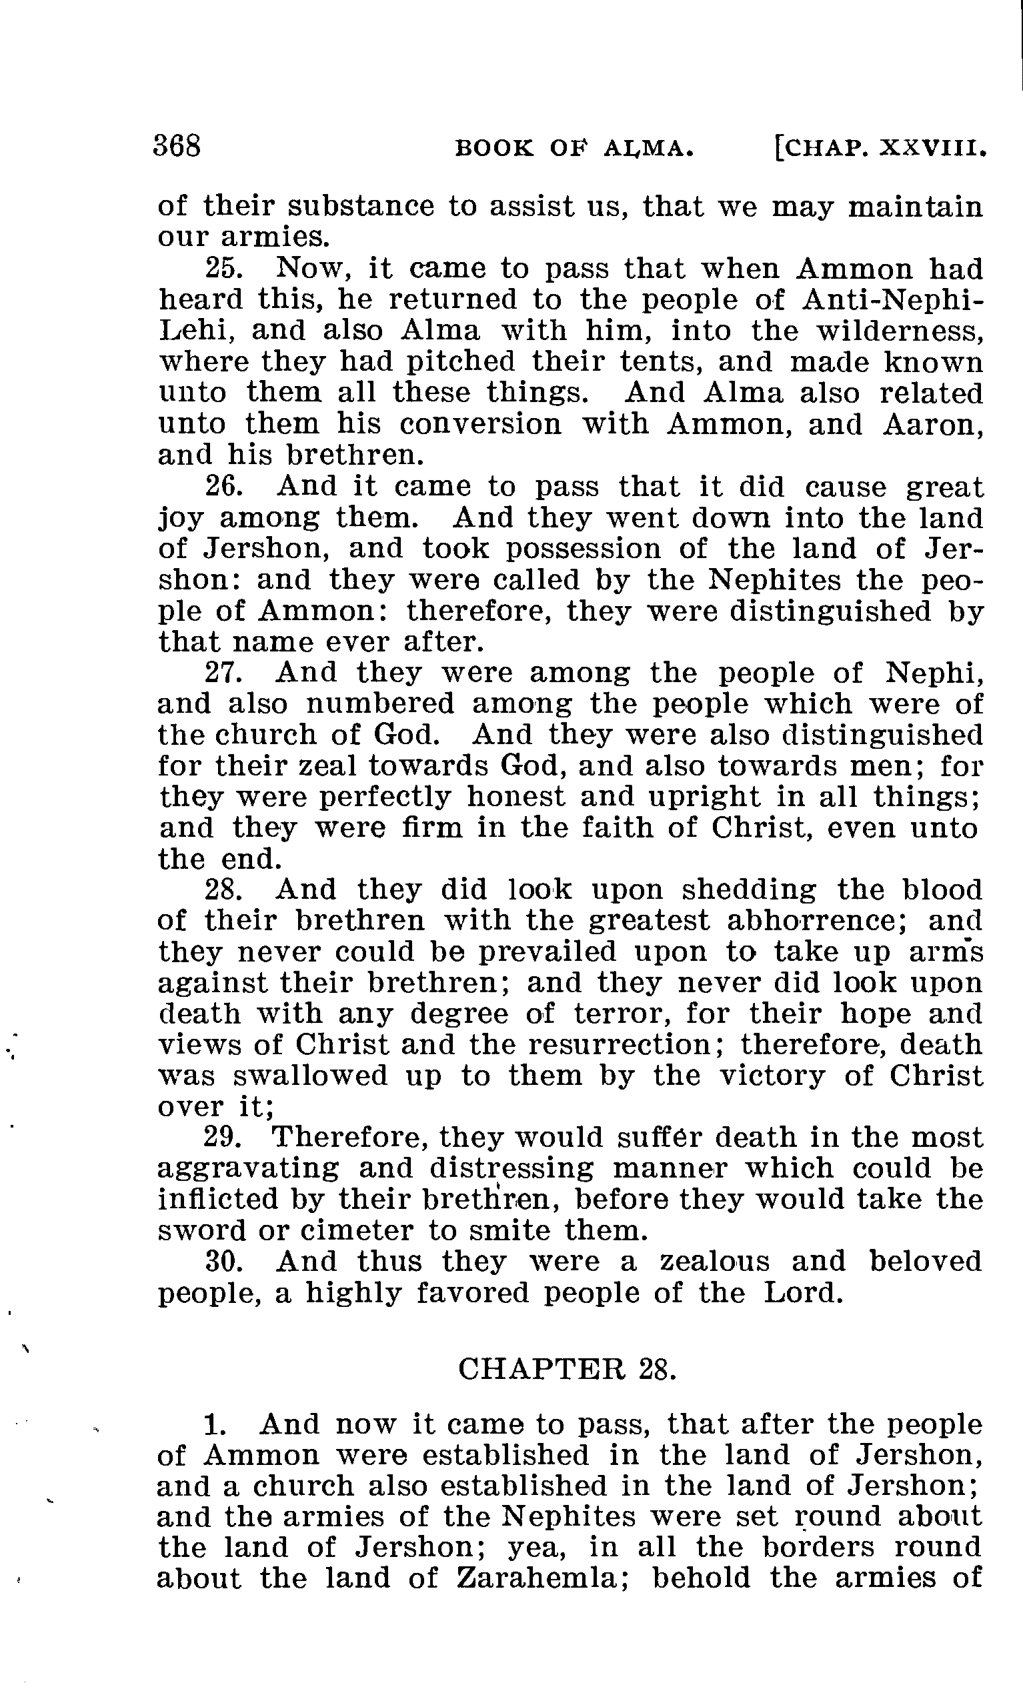 368 BOOK OF ALMA. [CHAP. XXVIII.
of their substance to assist us, that we may maintain
our armies.
25. Now, it came to pass that when Ammon had
heard this, he returned to the people of Anti-Nephi-
Lehi, and also Alma with him, into the wilderness,
where they had pitched their tents, and made known
unto them all these things. And Alma also related
unto them his conversion with Ammon, and Aaron,
and his brethren.
26. And it came to pass that it did cause great
joy among them. And they went down into the land
of Jershon, and took possession of the land of Jer-
shon: and they were called by the Nephites the peo-
ple of Ammon: therefore, they were distinguished by
that name ever after.
27. And they were among the people of Nephi,
and also numbered among the people which were of
the church of God. And they were also distinguished
for their zeal towards God, and also towards men; for
they were perfectly honest and upright in all things;
and they were firm in the faith of Christ, even unto
the end.
28. And they did look upon shedding the blood
of their brethren with the greatest abhorrence; and
they never could be prevailed upon to take up arms
against their brethren; and they never did look upon
death with any degree of terror, for their hope and
views of Christ and the resurrection; therefore, death
was swallowed up to them by the victory of Christ
over it;
29. Therefore, they would suffer death in the most
aggravating and distressing manner which could be
inflicted by their brethren, before they would take the
sword or cimeter to smite them.
30. And thus they were a zealous and beloved
people, a highly favored people of the Lord.
CHAPTER 28.
1. And now it came to pass, that after the people
of Ammon were established in the land of Jershon,
and a church also established in the land of Jershon;
and the armies of the Nephites were set round about
the land of Jershon; yea, in all the borders round
about the land of Zarahemla; behold the armies of